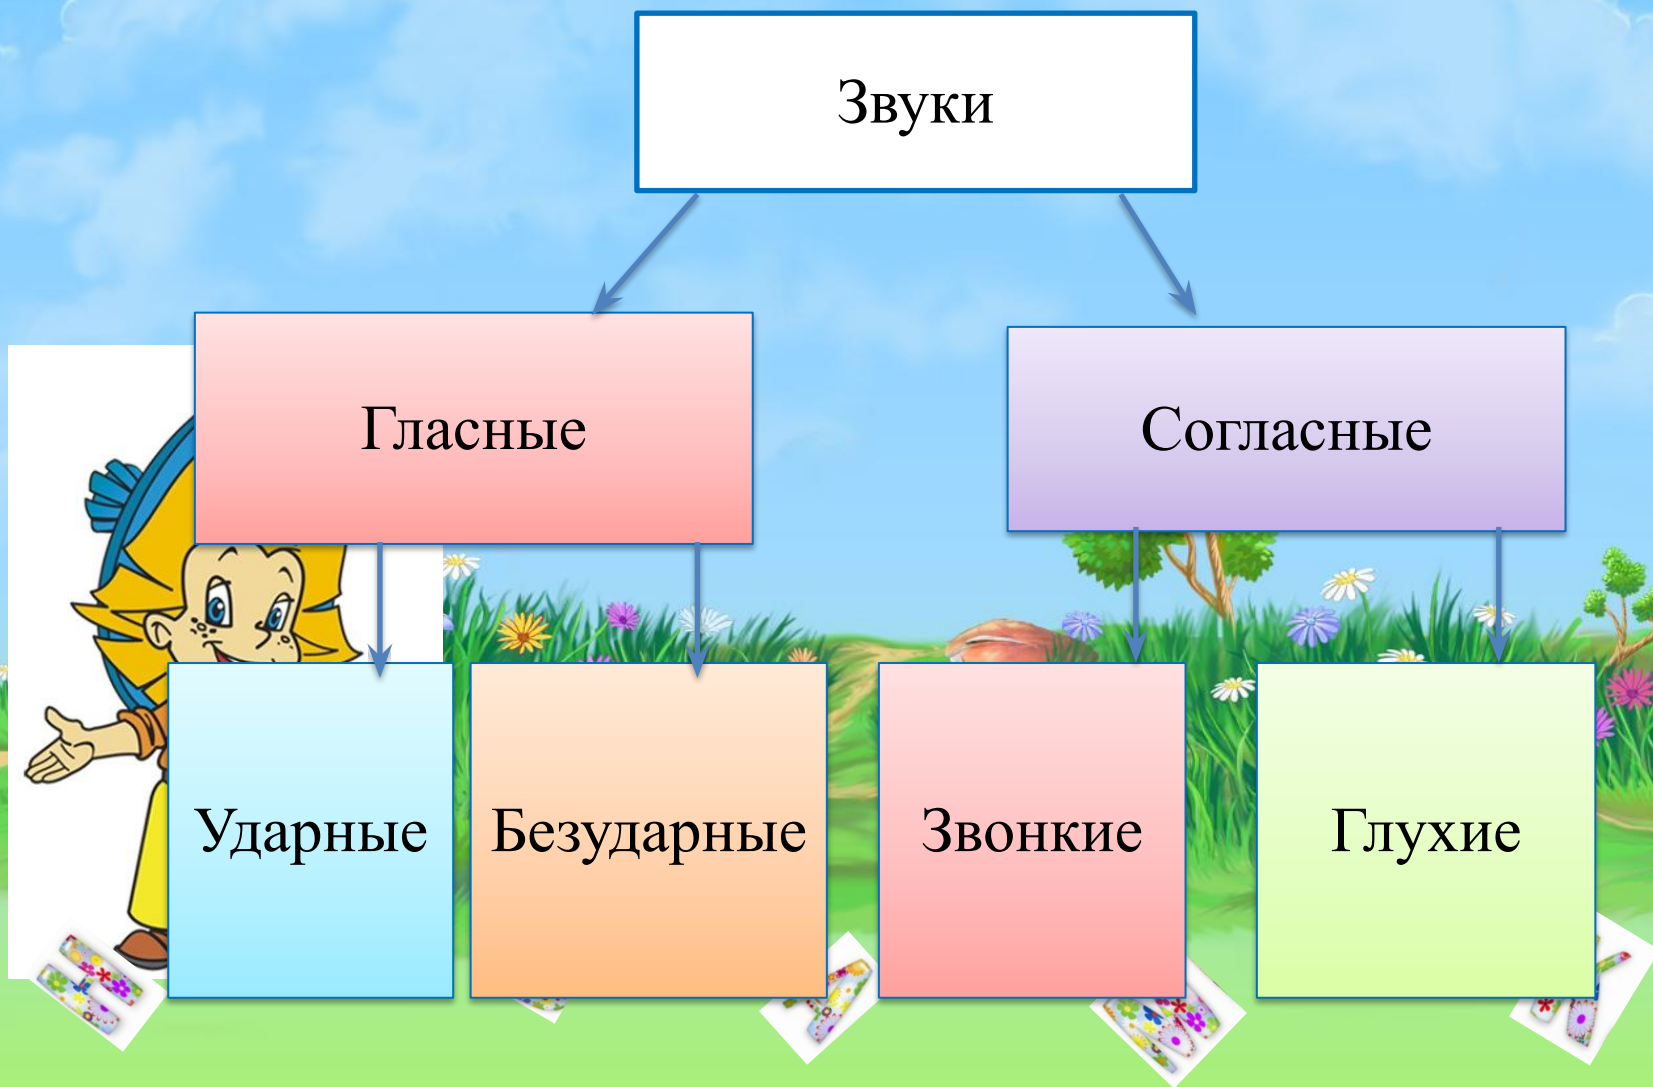 Звуки
Гласные
Согласные
Ударные
Безударные
Звонкие
Глухие